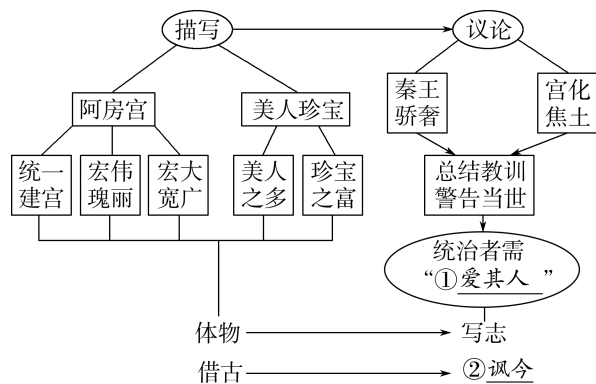 描写
议论
阿房宫
美人珍宝
秦王
骄奢
宫化
焦土
统一
建宫
宏伟
瑰丽
宏大
宽广
美人
之多
珍宝
之富
总结教训
警告当世
统治者需
“①爱其人”
体物
写志
借古
②讽今